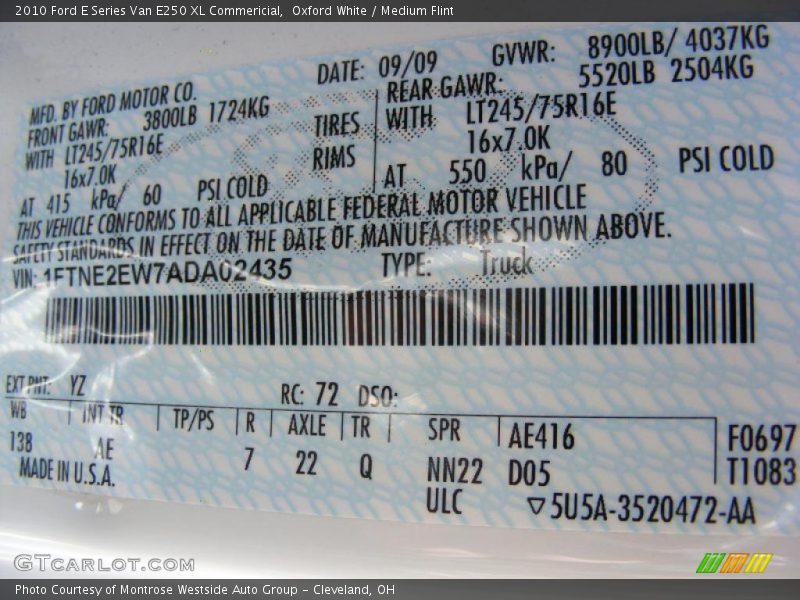 2010 Ford E Series Van E250 XL Commericial,  Oxford White / Medium Flint
MFD. BY FORD MOTOR CO.
DATE: 09/09
GVWR: 8900LB/ 4037KG
FRONT GAWR: 3800LB 1724KG
REAR GAWR: 5520LB 2504KG
WITH LT245/75R16E
TIRES
WITH LT245/75R16E
16x7.0K
RIMS
16x7.0K
AT 415 kPa/ 60 PSI COLD
AT 550 kPa/ 80 PSI COLD
THIS VEHICLE CONFORMS TO ALL APPLICABLE FEDERAL MOTOR VEHICLE
SAFETY STANDARDS IN EFFECT ON THE DATE OF MANUFACTURE SHOWN ABOVE.
VIN: 1FTNE2EW7ADA02435
TYPE: Truck
EXT PNT: YZ
RC: 72 DSO:
WB INT TR TP/PS R AXLE TR SPR AE416 F0697
138 AE 7 22 Q NN22 D05 T1083
MADE IN U.S.A.
ULC ▽5U5A-3520472-AA
GTCARLOT.COM
Photo Courtesy of Montrose Westside Auto Group - Cleveland, OH